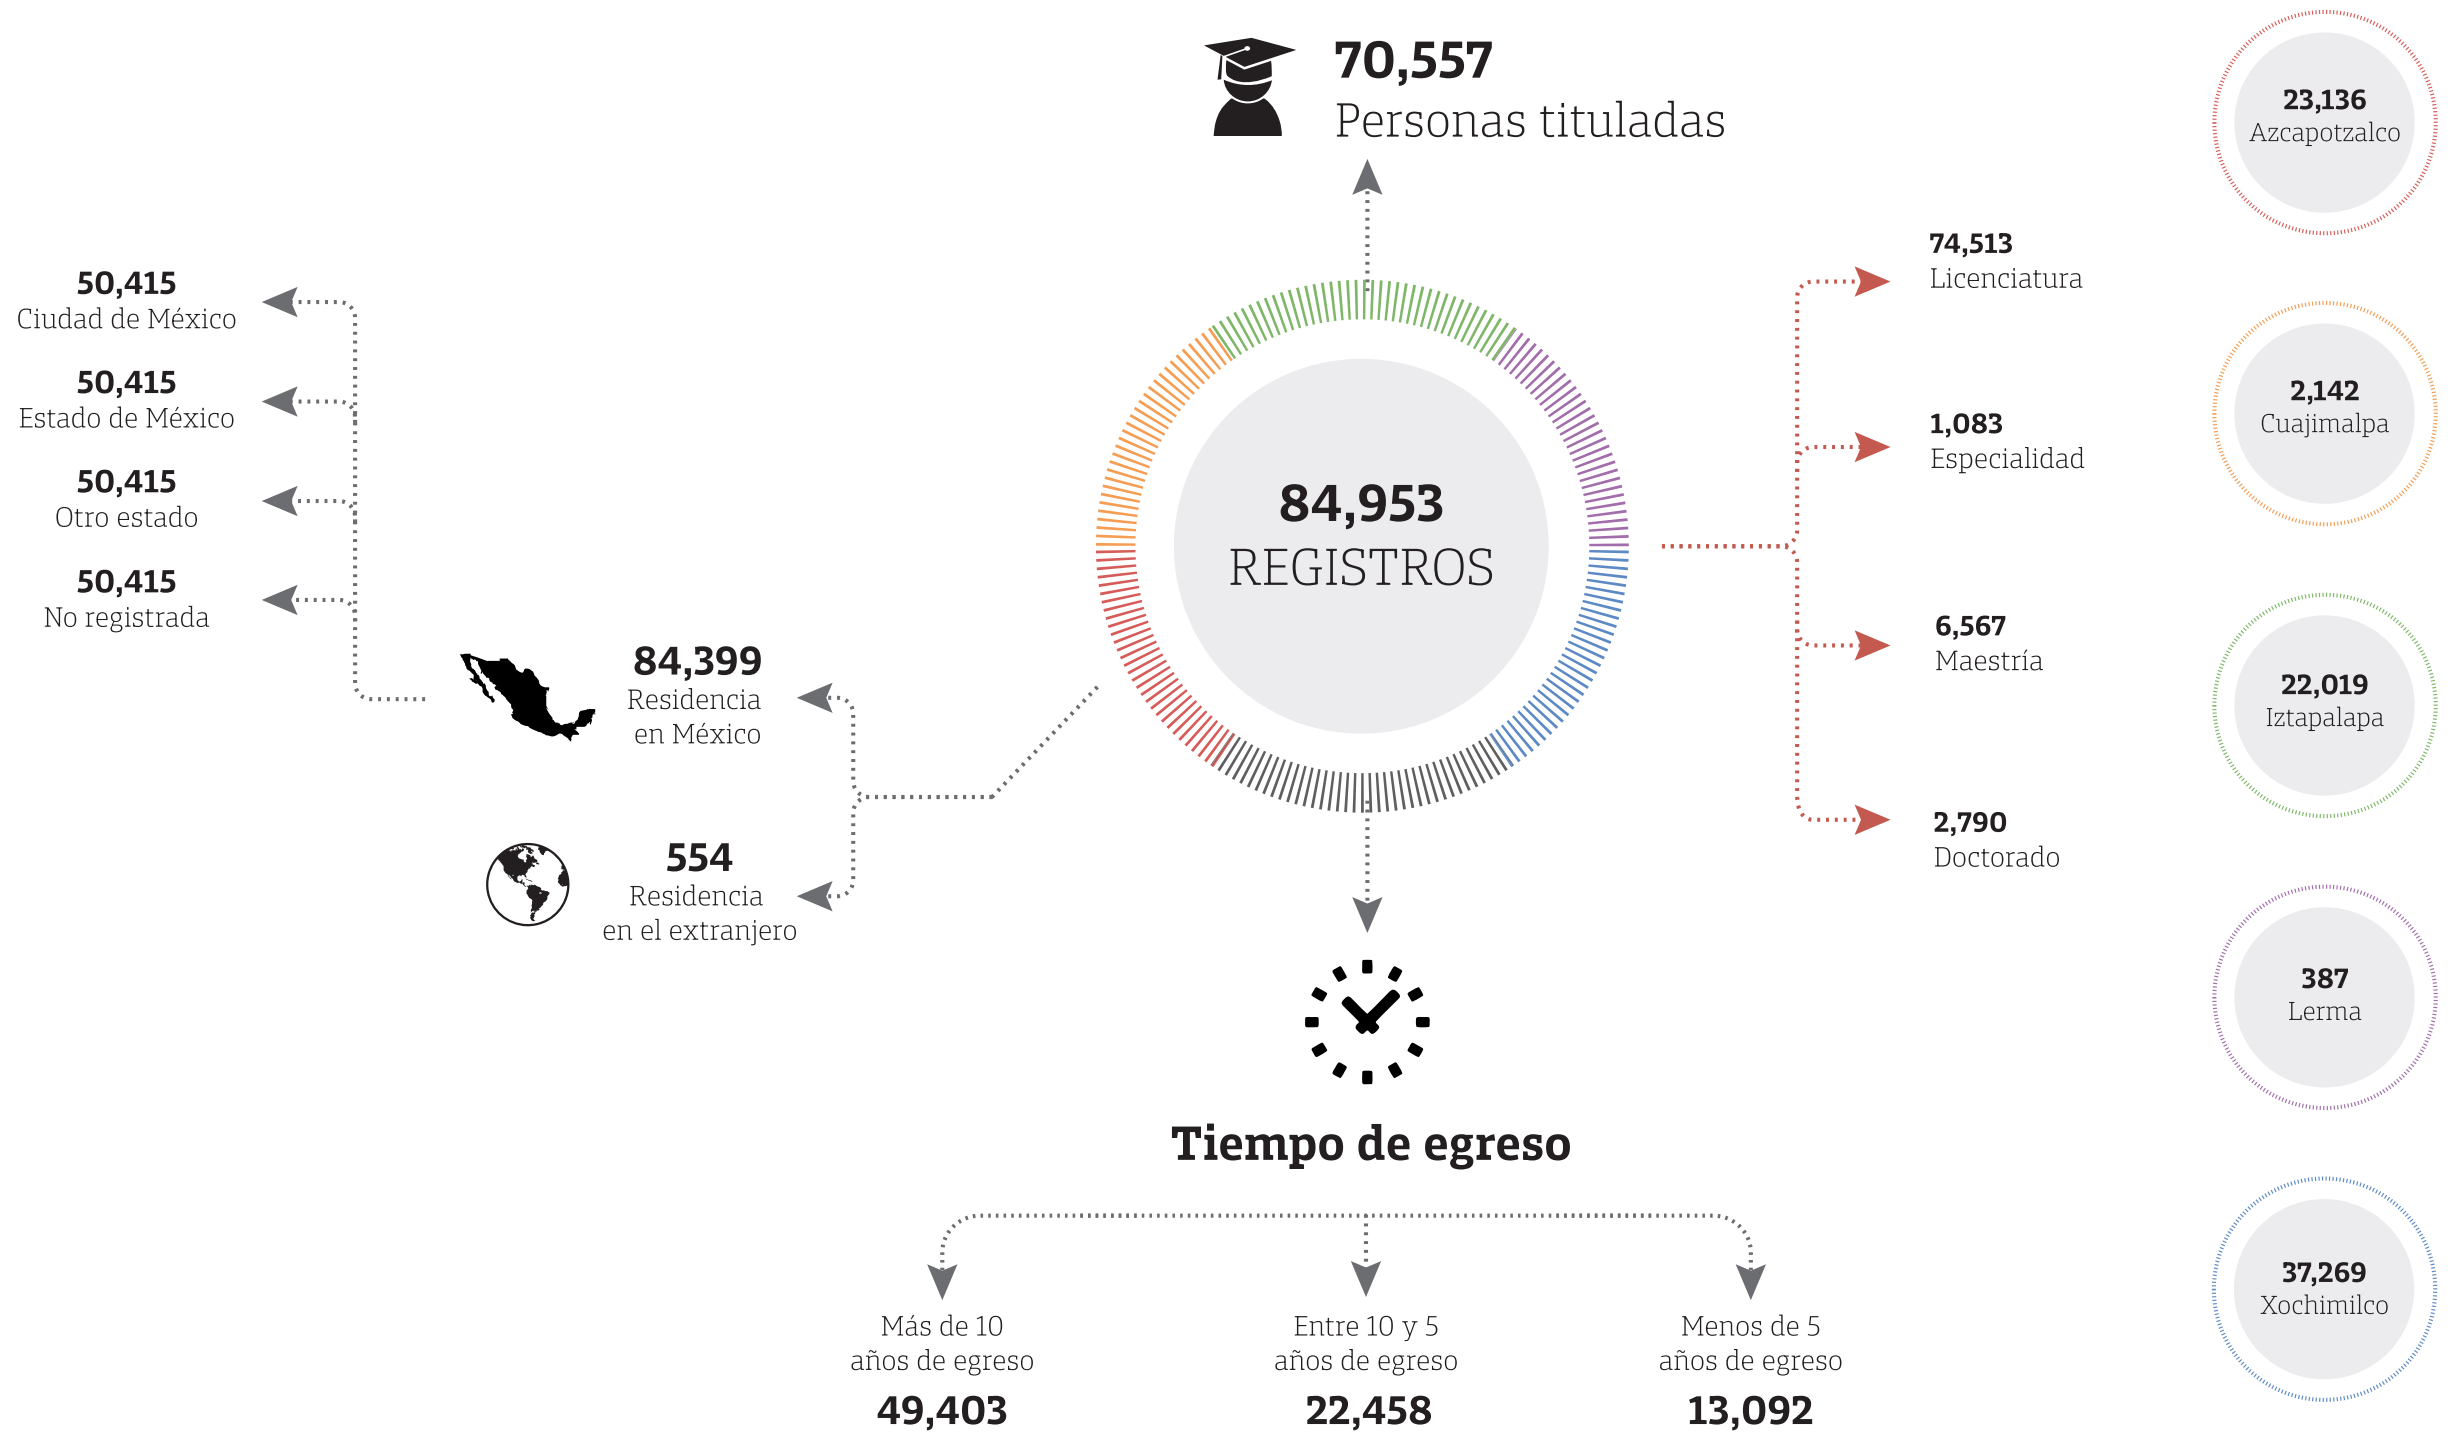 70,557
Personas tituladas
50,415
Ciudad de México
50,415
Estado de México
50,415
Otro estado
50,415
No registrada
84,399
Residencia
en México
554
Residencia
en el extranjero
84,953
REGISTROS
74,513
Licenciatura
1,083
Especialidad
6,567
Maestría
2,790
Doctorado
23,136
Azcapotzalco
2,142
Cuajimalpa
22,019
Iztapalapa
387
Lerma
37,269
Xochimilco
Tiempo de egreso
Más de 10
años de egreso
49,403
Entre 10 y 5
años de egreso
22,458
Menos de 5
años de egreso
13,092